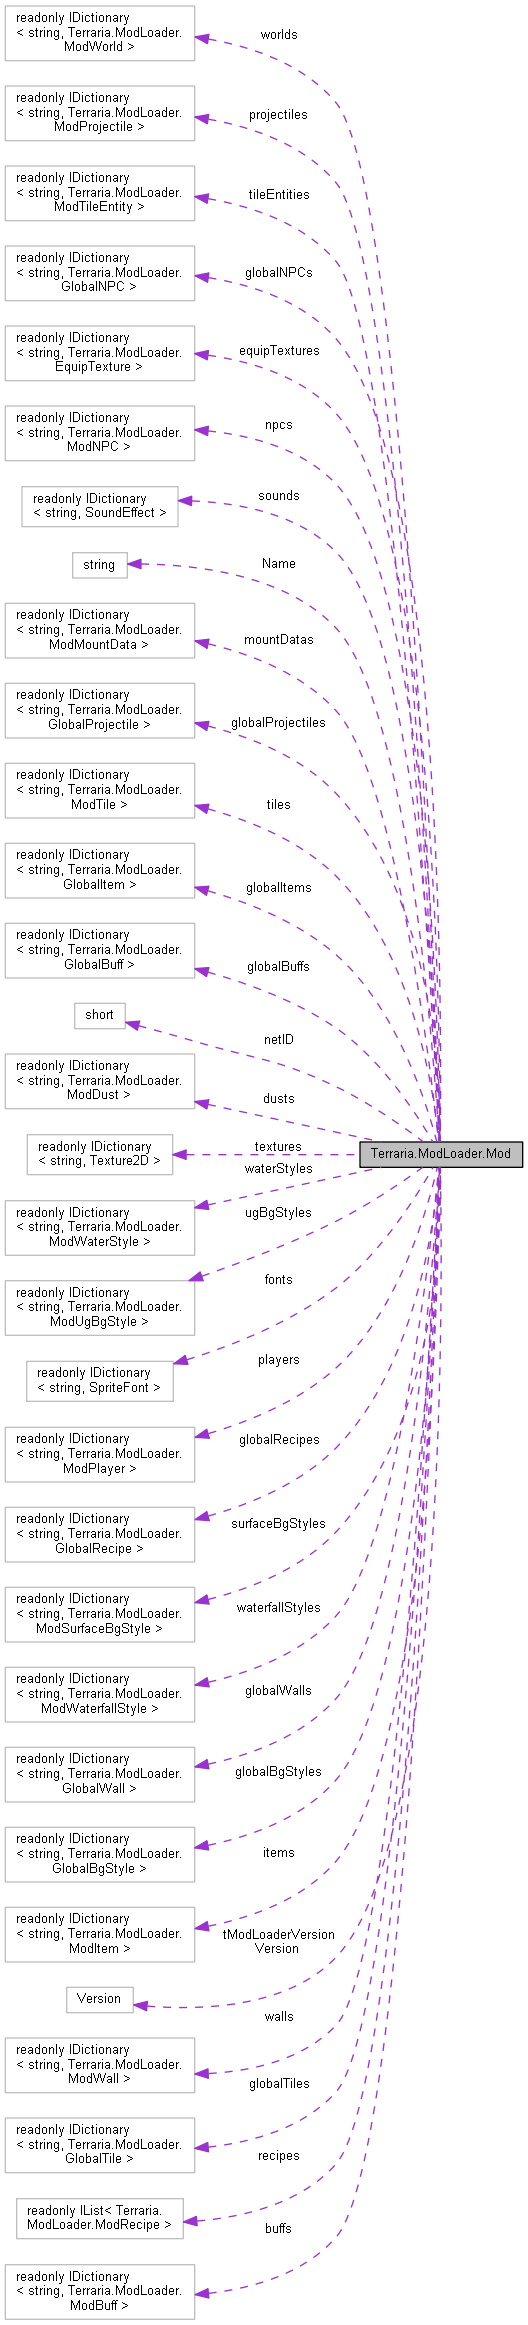 readonly IDictionary
< string, Terraria.ModLoader.
ModWorld >
worlds
readonly IDictionary
< string, Terraria.ModLoader.
ModProjectile >
projectiles
readonly IDictionary
< string, Terraria.ModLoader.
ModTileEntity >
tileEntities
readonly IDictionary
< string, Terraria.ModLoader.
GlobalNPC >
globalNPCs
readonly IDictionary
< string, Terraria.ModLoader.
EquipTexture >
equipTextures
readonly IDictionary
< string, Terraria.ModLoader.
ModNPC >
npcs
readonly IDictionary
< string, SoundEffect >
sounds
string
Name
readonly IDictionary
< string, Terraria.ModLoader.
ModMountData >
mountDatas
readonly IDictionary
< string, Terraria.ModLoader.
GlobalProjectile >
globalProjectiles
readonly IDictionary
< string, Terraria.ModLoader.
ModTile >
tiles
readonly IDictionary
< string, Terraria.ModLoader.
GlobalItem >
globalItems
readonly IDictionary
< string, Terraria.ModLoader.
GlobalBuff >
globalBuffs
short
netID
readonly IDictionary
< string, Terraria.ModLoader.
ModDust >
dusts
readonly IDictionary
< string, Texture2D >
textures
Terraria.ModLoader.Mod
readonly IDictionary
< string, Terraria.ModLoader.
ModWaterStyle >
waterStyles
readonly IDictionary
< string, Terraria.ModLoader.
ModUgBgStyle >
ugBgStyles
readonly IDictionary
< string, SpriteFont >
fonts
readonly IDictionary
< string, Terraria.ModLoader.
ModPlayer >
players
readonly IDictionary
< string, Terraria.ModLoader.
GlobalRecipe >
globalRecipes
readonly IDictionary
< string, Terraria.ModLoader.
ModSurfaceBgStyle >
surfaceBgStyles
readonly IDictionary
< string, Terraria.ModLoader.
ModWaterfallStyle >
waterfallStyles
readonly IDictionary
< string, Terraria.ModLoader.
GlobalWall >
globalWalls
readonly IDictionary
< string, Terraria.ModLoader.
GlobalBgStyle >
globalBgStyles
readonly IDictionary
< string, Terraria.ModLoader.
ModItem >
items
Version
tModLoaderVersion
Version
readonly IDictionary
< string, Terraria.ModLoader.
ModWall >
walls
readonly IDictionary
< string, Terraria.ModLoader.
GlobalTile >
globalTiles
readonly IList< Terraria.
ModLoader.ModRecipe >
recipes
readonly IDictionary
< string, Terraria.ModLoader.
ModBuff >
buffs